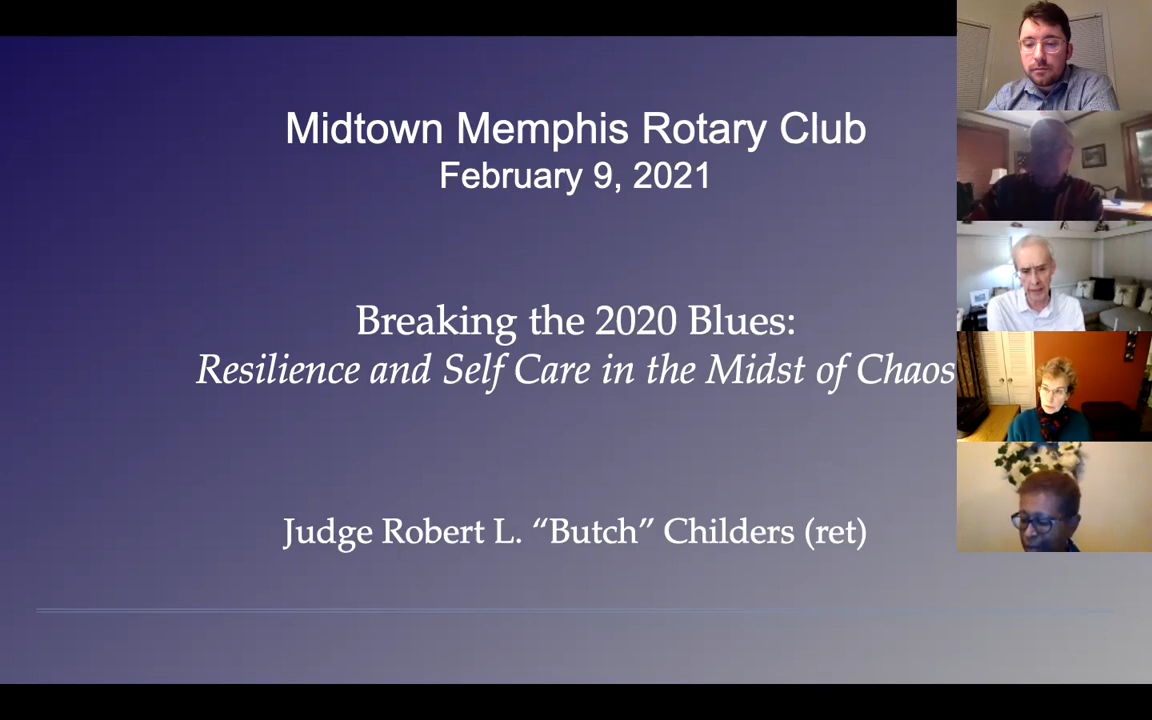 Midtown Memphis Rotary Club
February 9, 2021
Breaking the 2020 Blues:
Resilience and Self Care in the Midst of Chaos
Judge Robert L. “Butch” Childers (ret)